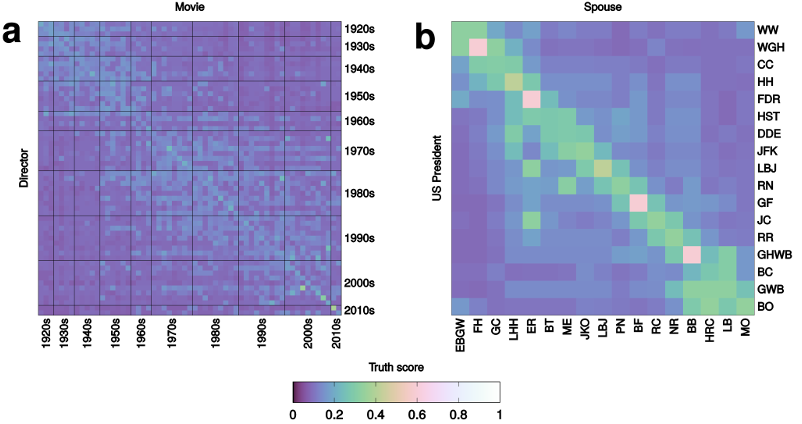 Movie
Spouse
a
b
Director
US President
1920s
1930s
1940s
1950s
1960s
1970s
1980s
1990s
2000s
2010s
WW
WGH
CC
HH
FDR
HST
DDE
JFK
LBJ
RN
GF
JC
RR
GHWB
BC
GWB
BO
1920s 1930s 1940s 1950s 1960s 1970s 1980s 1990s 2000s 2010s
EBGW FH GC LHH ER BT ME JKO LBJ PN BF RC NR BB HRC LB MO
Truth score
0 0.2 0.4 0.6 0.8 1